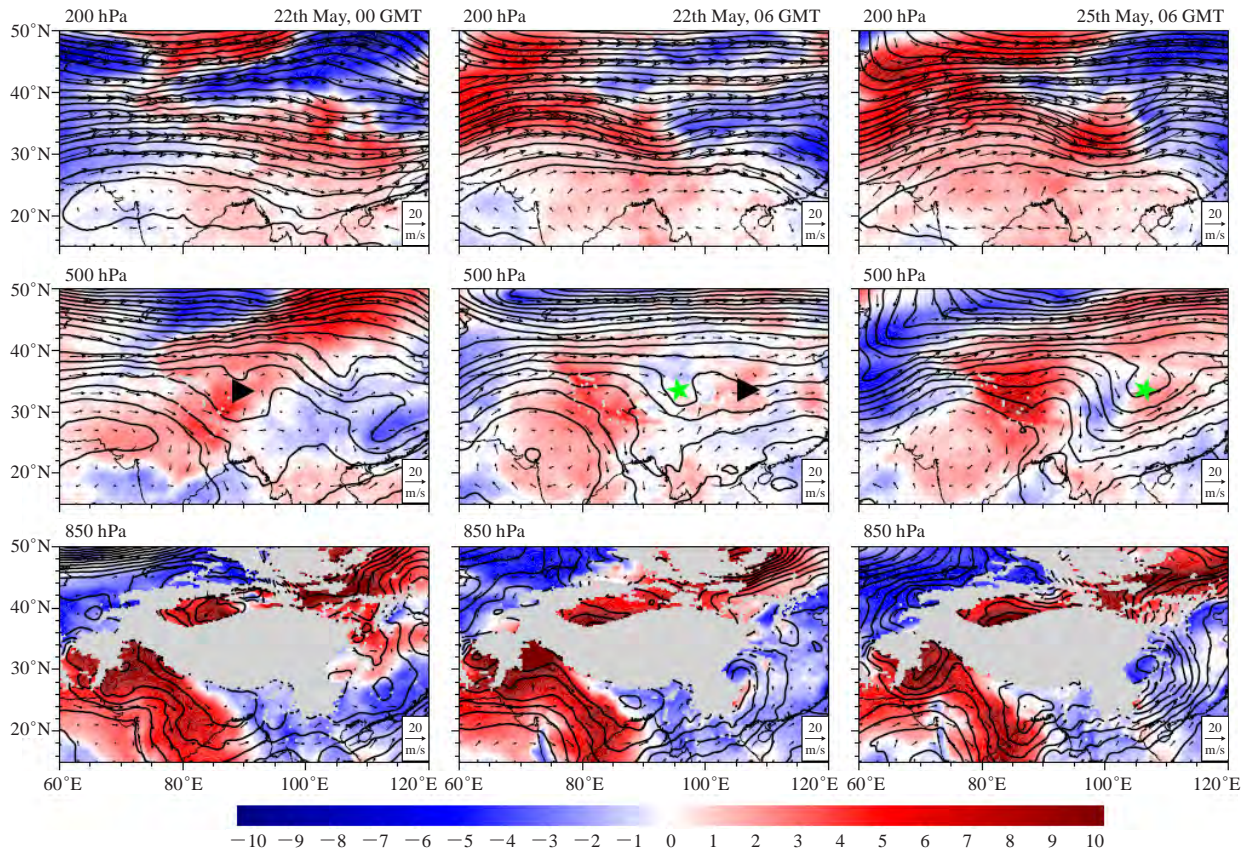 200 hPa 22th May, 00 GMT 22th May, 06 GMT 200 hPa 25th May, 06 GMT
50°N
40°N
30°N
20°N
20 m/s
20 m/s
20 m/s
500 hPa 500 hPa 500 hPa
50°N
40°N
30°N
20°N
20 m/s
20 m/s
20 m/s
850 hPa 850 hPa 850 hPa
50°N
40°N
30°N
20°N
20 m/s
20 m/s
20 m/s
60°E 80°E 100°E 120°E 60°E 80°E 100°E 120°E 60°E 80°E 100°E 120°E
−10 −9 −8 −7 −6 −5 −4 −3 −2 −1 0 1 2 3 4 5 6 7 8 9 10